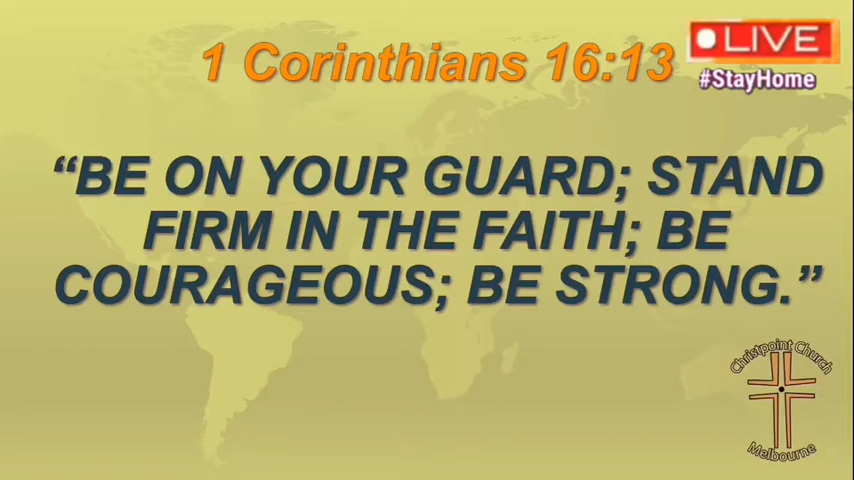 LIVE
#StayHome
1 Corinthians 16:13
“BE ON YOUR GUARD; STAND
FIRM IN THE FAITH; BE
COURAGEOUS; BE STRONG.”
Christpoint Church
Melbourne